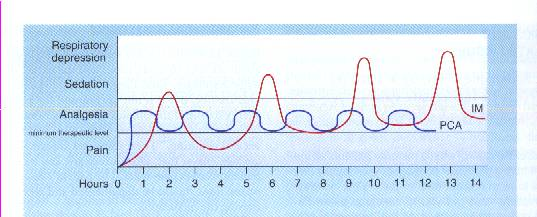 Respiratory
depression
Sedation
Analgesia
minimum therapeutic level
Pain
IM
PCA
Hours 0 1 2 3 4 5 6 7 8 9 10 11 12 13 14